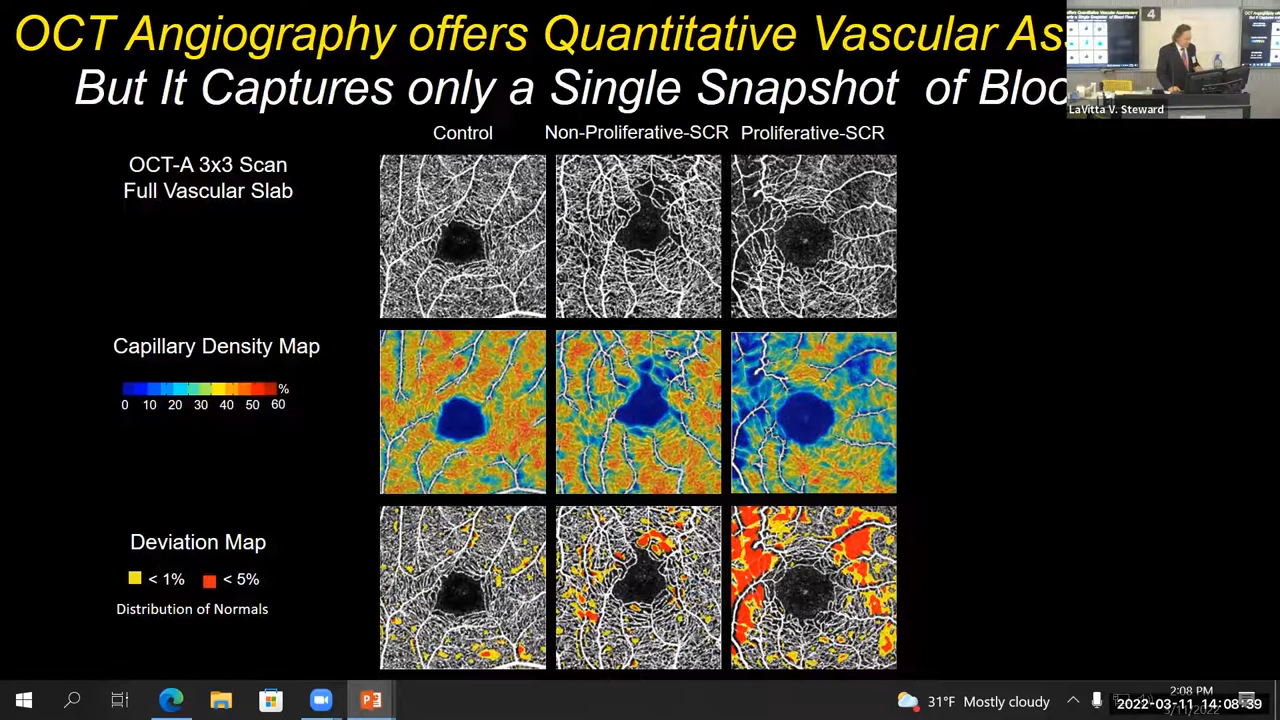 OCT Angiography offers Quantitative Vascular As
But It Captures only a Single Snapshot of Bloo
4
LaVitta V. Steward
Control
Non-Proliferative-SCR
Proliferative-SCR
OCT-A 3x3 Scan
Full Vascular Slab
Capillary Density Map
%
0 10 20 30 40 50 60
Deviation Map
< 1% < 5%
Distribution of Normals
31°F Mostly cloudy
2:08 PM
2022-03-11 14:08:39